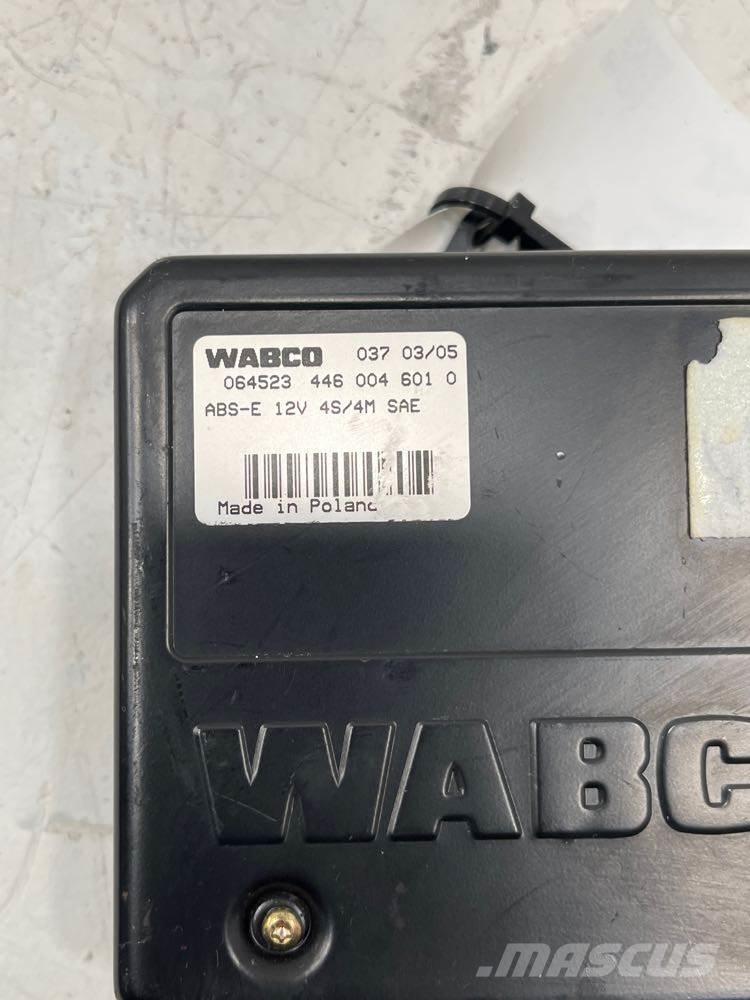 WABCO 037 03/05
064523 446 004 601 0
ABS-E 12V 4S/4M SAE
Made in Poland
WABC
MASCUS